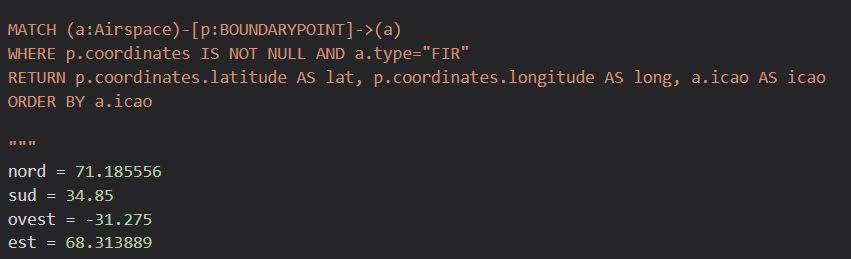 MATCH (a:Airspace)-[p:BOUNDARYPOINT]->(a)
WHERE p.coordinates IS NOT NULL AND a.type="FIR"
RETURN p.coordinates.latitude AS lat, p.coordinates.longitude AS long, a.icao AS icao
ORDER BY a.icao
"""
nord = 71.185556
sud = 34.85
ovest = -31.275
est = 68.313889